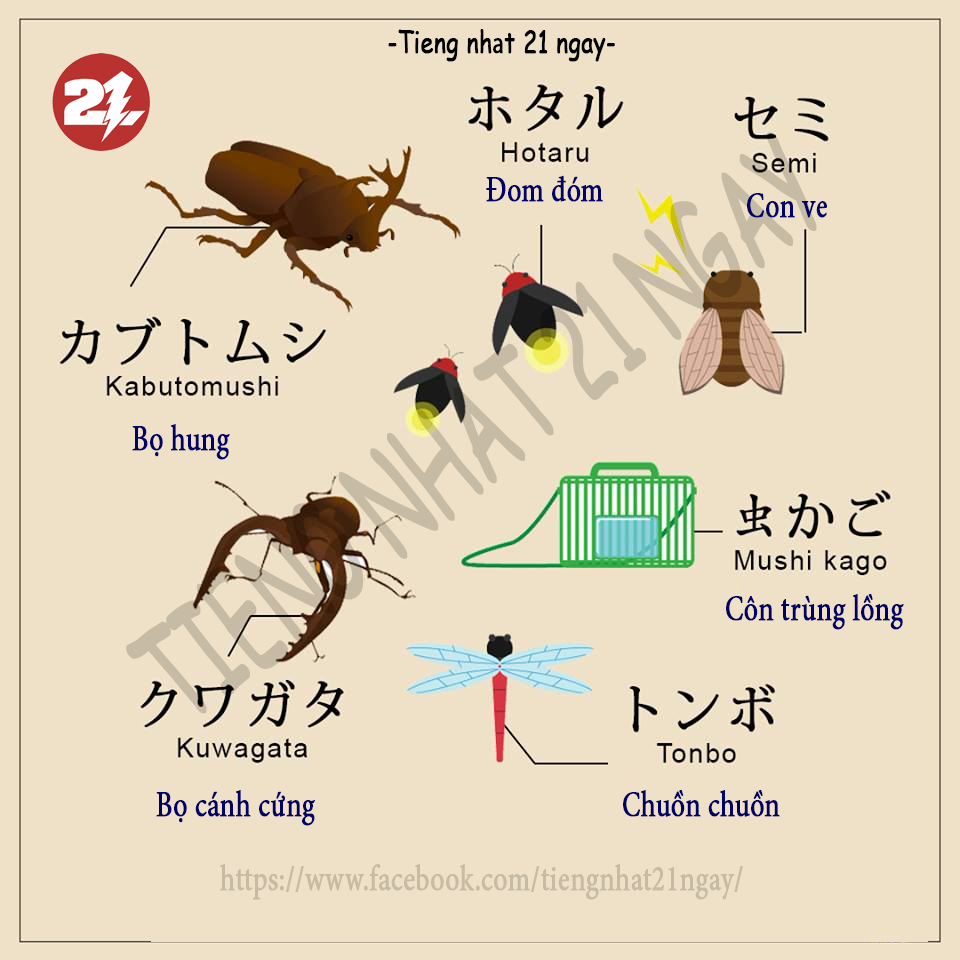 -Tieng nhat 21 ngay-
21
ホタル
Hotaru
Đom đóm
セミ
Semi
Con ve
カブトムシ
Kabutomushi
Bọ hung
虫かご
Mushi kago
Côn trùng lồng
クワガタ
Kuwagata
Bọ cánh cứng
トンボ
Tonbo
Chuồn chuồn
TIENG NHAT 21 NGAY
https://www.facebook.com/tiengnhat21ngay/